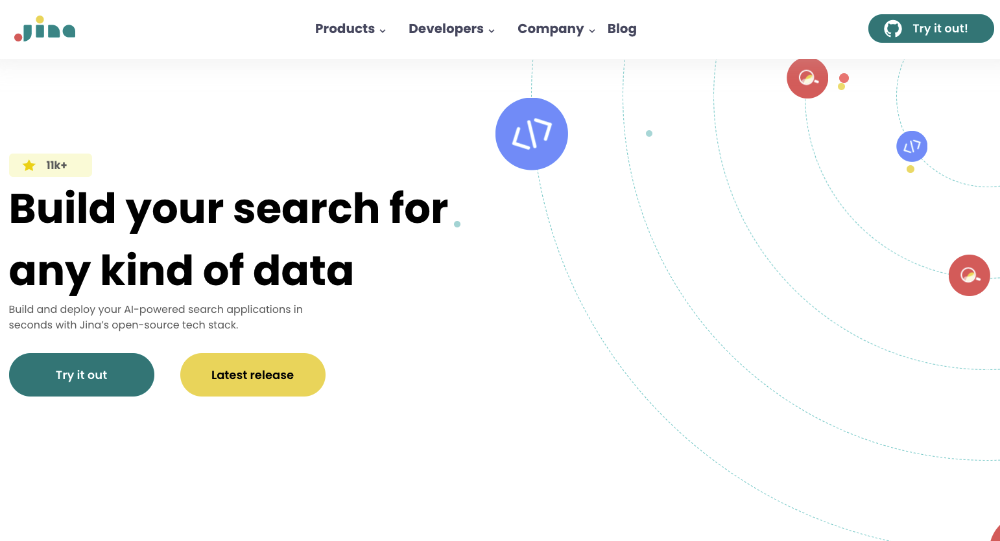 Jina
Products
Developers
Company
Blog
Try it out!
11k+
Build your search for
any kind of data
Build and deploy your AI-powered search applications in
seconds with Jina’s open-source tech stack.
Try it out
Latest release